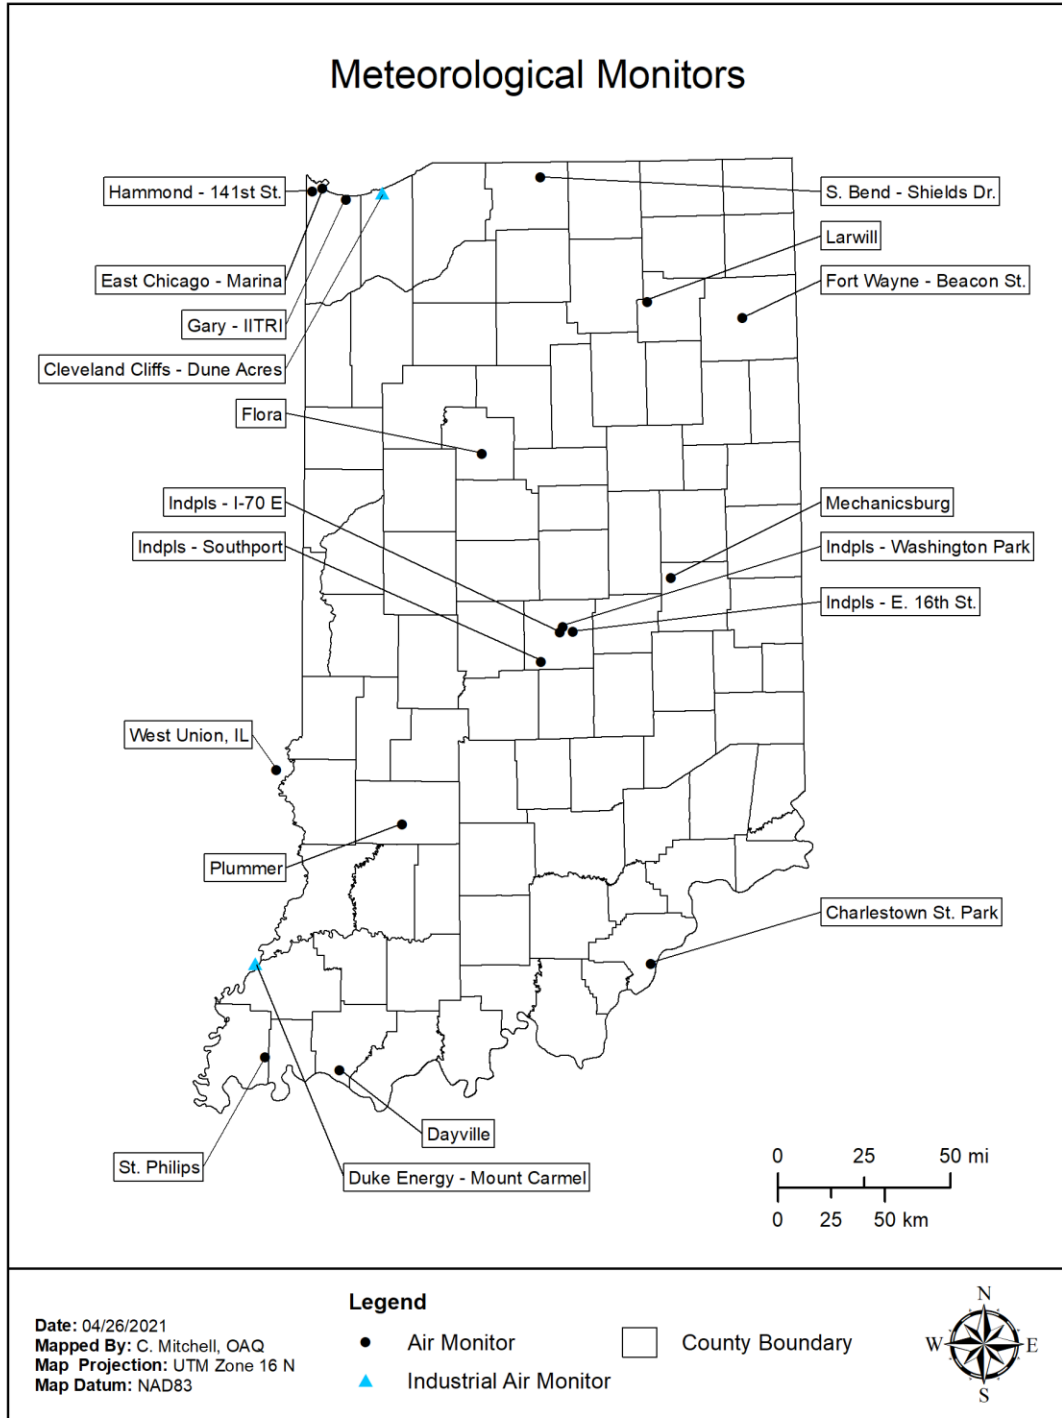 Meteorological Monitors
Hammond - 141st St.
S. Bend - Shields Dr.
Larwill
East Chicago - Marina
Fort Wayne - Beacon St.
Gary - IITRI
Cleveland Cliffs - Dune Acres
Flora
Indpls - I-70 E
Mechanicsburg
Indpls - Southport
Indpls - Washington Park
Indpls - E. 16th St.
West Union, IL
Plummer
Charlestown St. Park
Dayville
St. Philips
Duke Energy - Mount Carmel
0 25 50 mi
0 25 50 km
Legend
Date: 04/26/2021
Mapped By: C. Mitchell, OAQ
Map Projection: UTM Zone 16 N
Map Datum: NAD83
Air Monitor
County Boundary
Industrial Air Monitor
N
W E
S